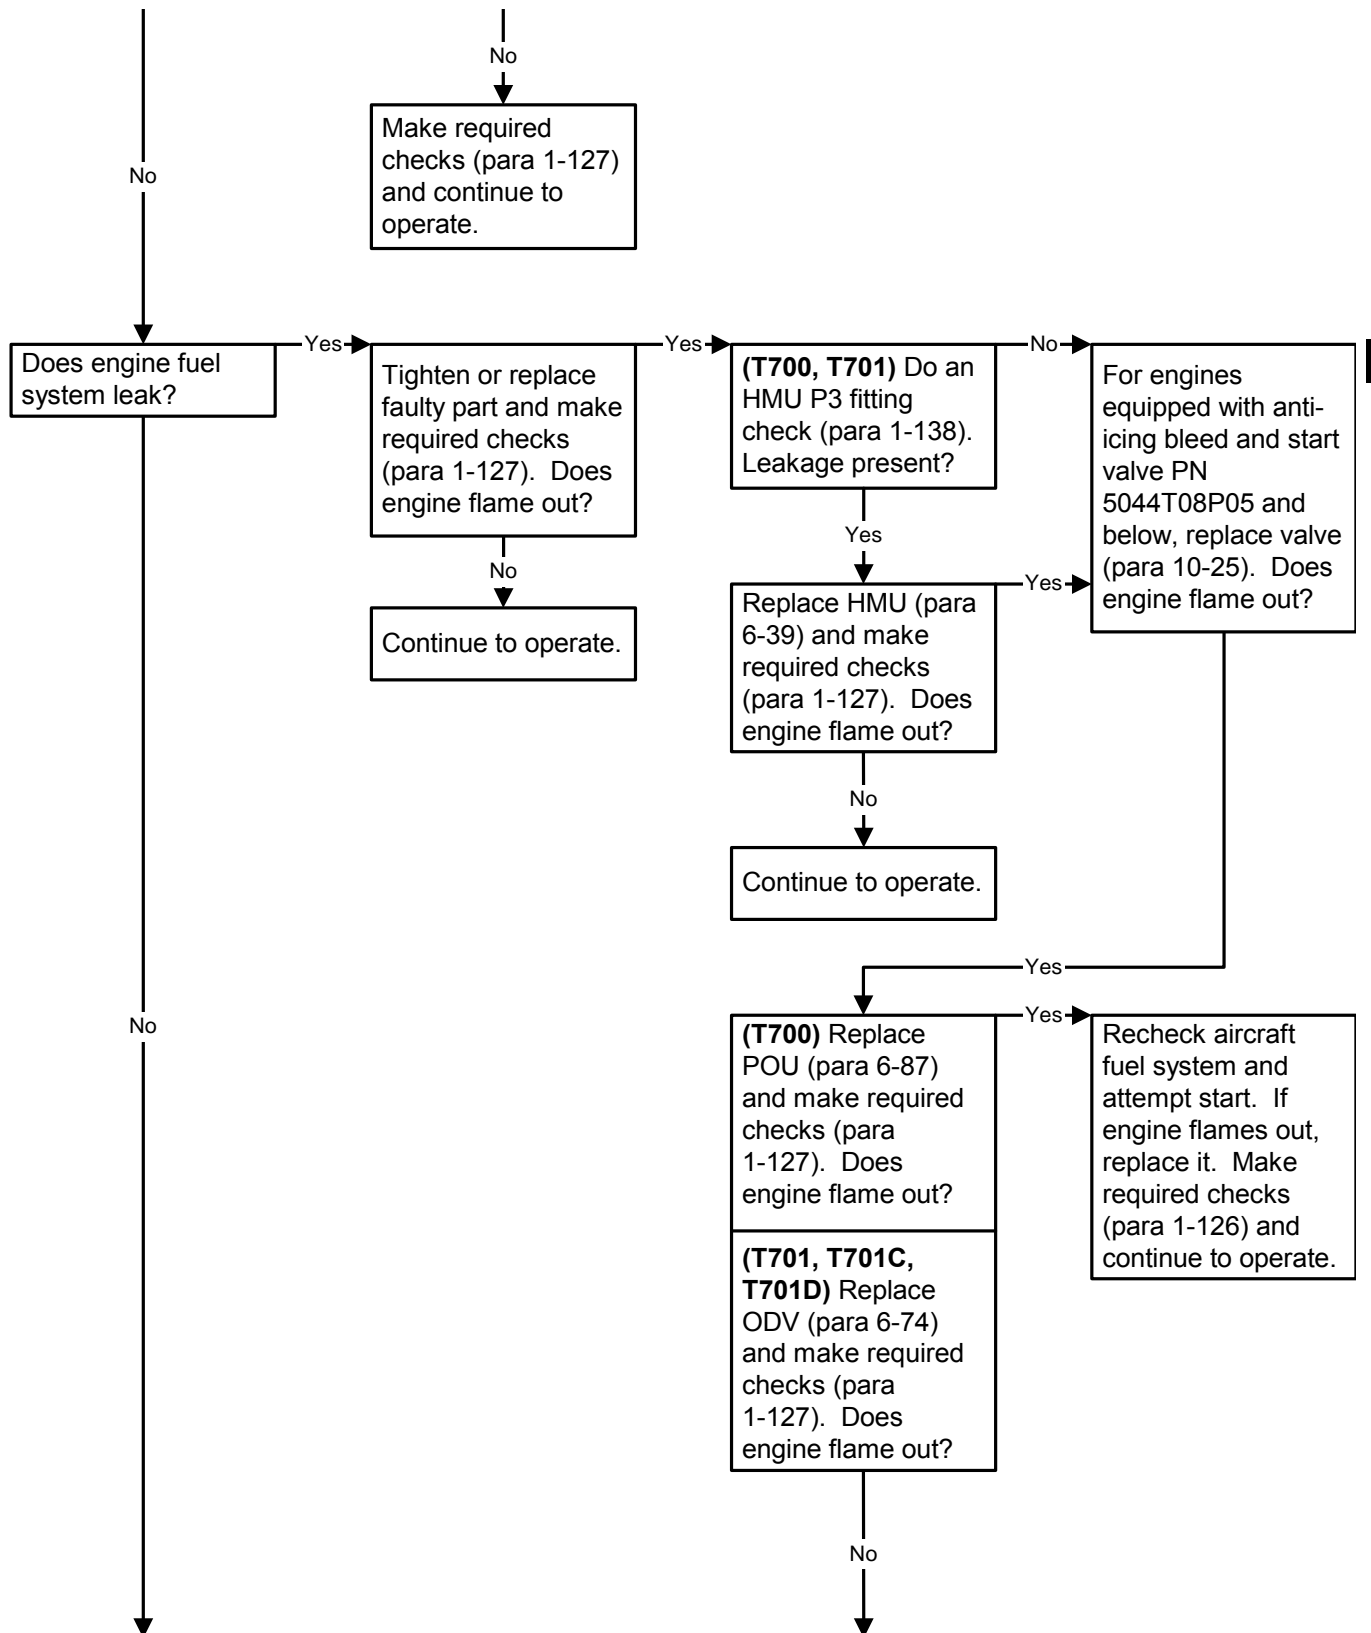 No
Make required
checks (para 1-127)
and continue to
operate.
No
Does engine fuel
system leak?
Yes
Tighten or replace
faulty part and make
required checks
(para 1-127).  Does
engine flame out?
Yes
(T700, T701) Do an
HMU P3 fitting
check (para 1-138).
Leakage present?
No
For engines
equipped with anti-
icing bleed and start
valve PN
5044T08P05 and
below, replace valve
(para 10-25).  Does
engine flame out?
No
Continue to operate.
Yes
Replace HMU (para
6-39) and make
required checks
(para 1-127).  Does
engine flame out?
Yes
No
Continue to operate.
Yes
No
(T700) Replace
POU (para 6-87)
and make required
checks (para
1-127).  Does
engine flame out?
Yes
Recheck aircraft
fuel system and
attempt start.  If
engine flames out,
replace it.  Make
required checks
(para 1-126) and
continue to operate.
(T701, T701C,
T701D) Replace
ODV (para 6-74)
and make required
checks (para
1-127).  Does
engine flame out?
No